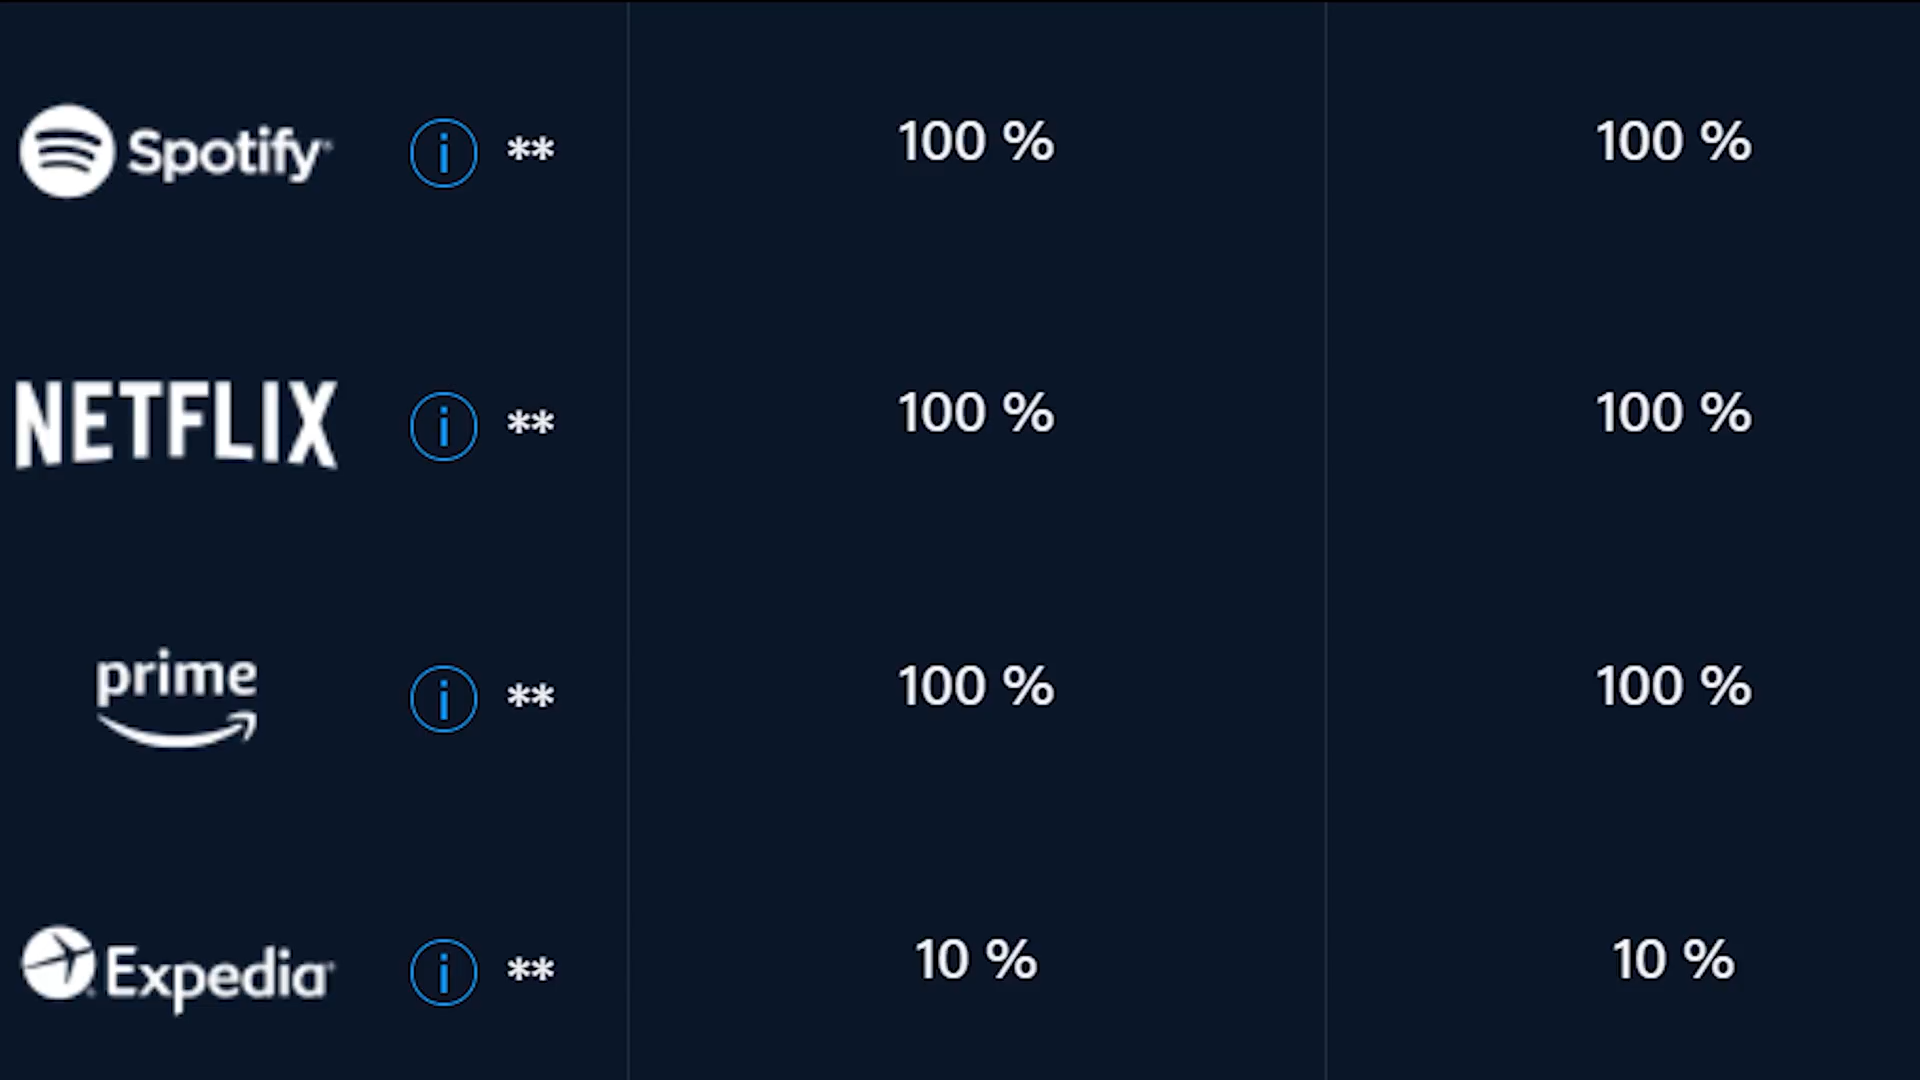 Spotify i ** 100 % 100 %
NETFLIX i ** 100 % 100 %
prime i ** 100 % 100 %
Expedia i ** 10 % 10 %